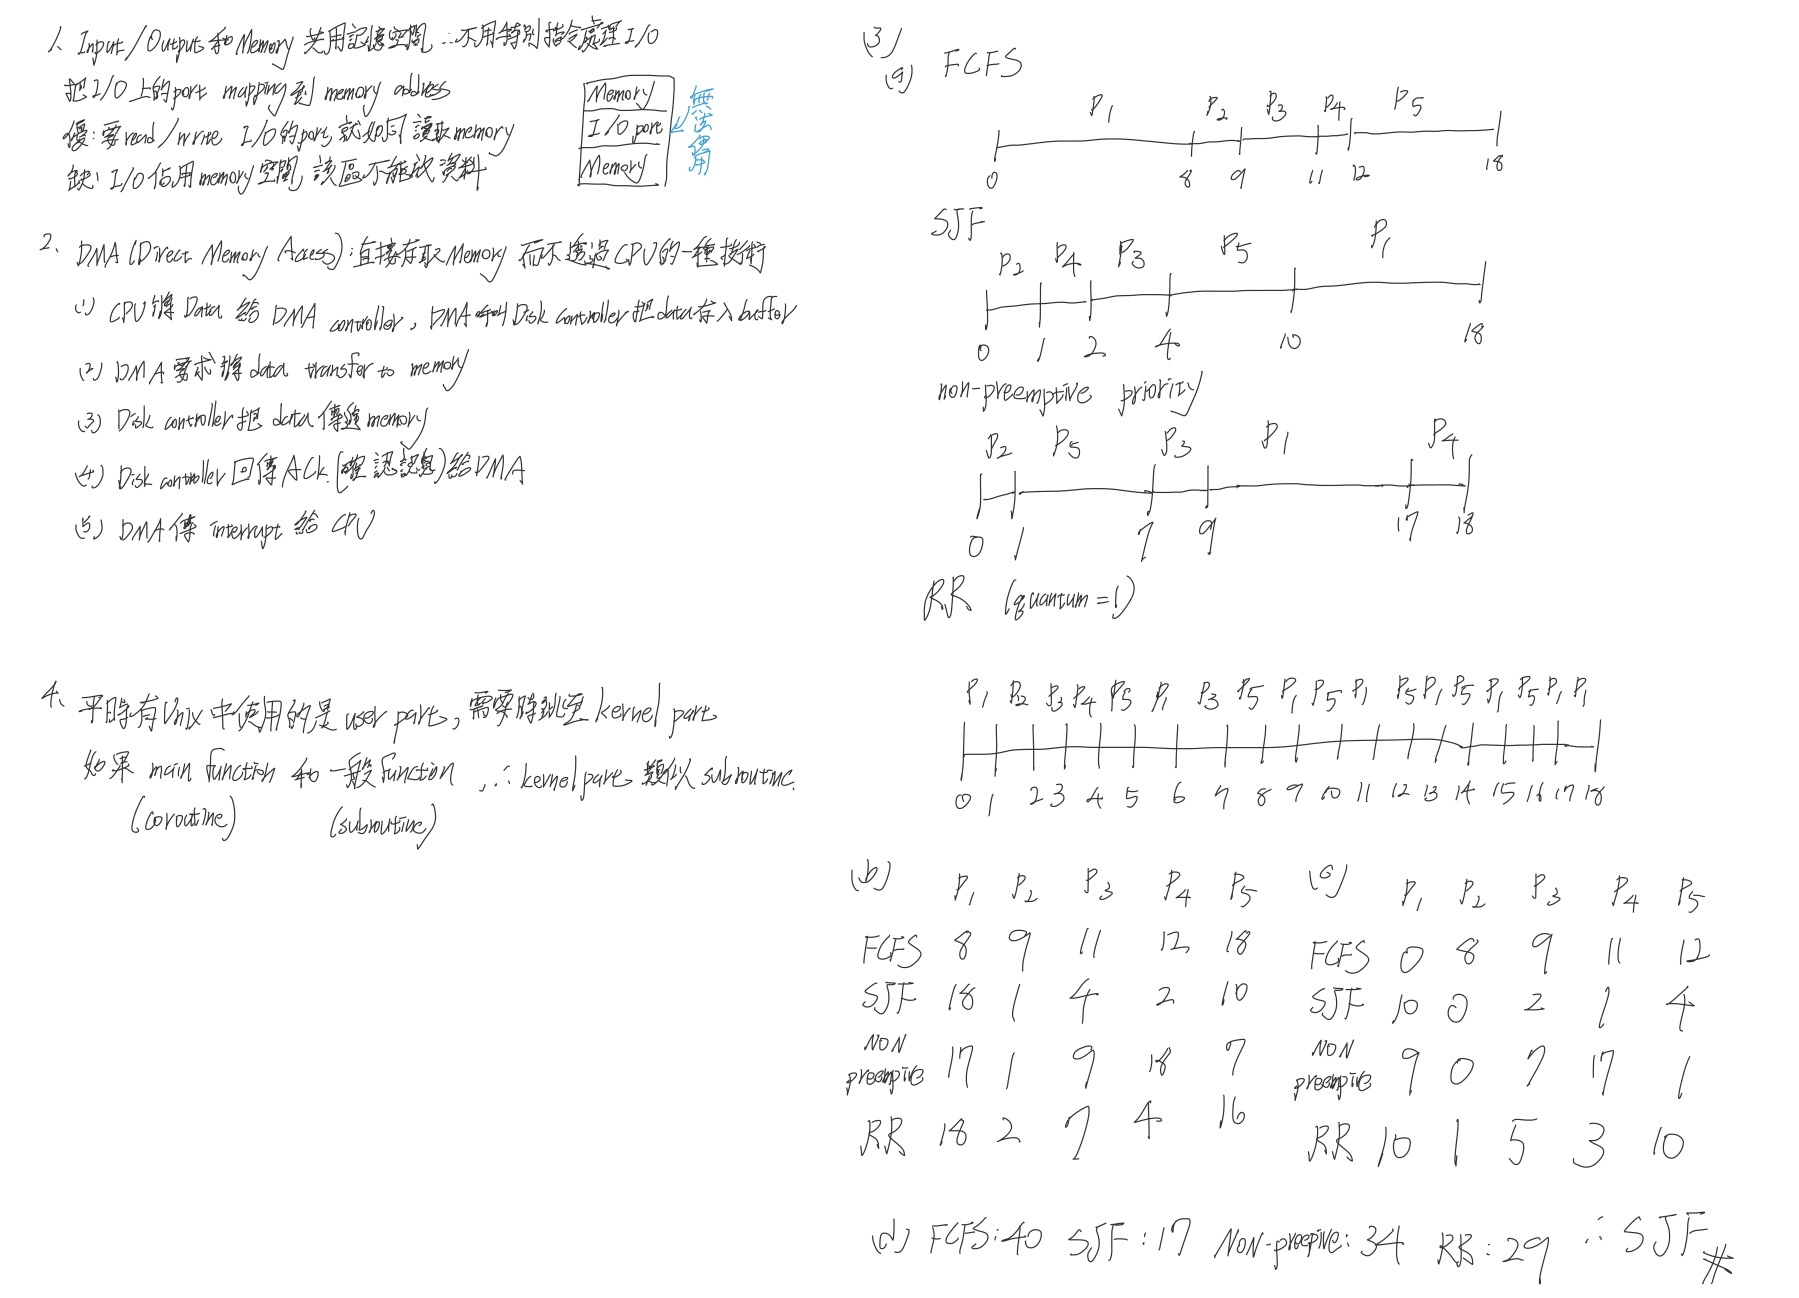 1、Input/Output 和 Memory 共用記憶空間 ∴不用特別指令處理 I/O
把 I/O 上的 port mapping 到 memory address
優:要 read/write I/O 的 port, 就如同讀取 memory
缺: I/O 佔用 memory 空間, 該區不能放資料
Memory
I/O port
Memory
無法使用
2、DMA (Direct Memory Access): 直接存取 Memory 而不透過 CPU 的一種技術
(1) CPU 傳 Data 給 DMA controller, DMA 叫 Disk controller 把 data 存入 buffer
(2) DMA 要求將 data transfer to memory
(3) Disk controller 把 data 傳進 memory
(4) Disk controller 回傳 ACK (確認訊息) 給 DMA
(5) DMA 傳 interrupt 給 CPU
4、平時有 Unix 中使用的是 user part, 需要時跳至 kernel part
如果 main function 和 一般 function , ∴ kernel part 類似 subroutine.
(coroutine) (subroutine)
(3)
(a) FCFS
P1 P2 P3 P4 P5
0 8 9 11 12 18
SJF
P2 P4 P3 P5 P1
0 1 2 4 10 18
non-preemptive priority
P2 P5 P3 P1 P4
0 1 7 9 17 18
RR (quantum=1)
P1 P2 P3 P4 P5 P1 P3 P5 P1 P5 P1 P5 P1 P5 P1 P5 P1 P1
0 1 2 3 4 5 6 7 8 9 10 11 12 13 14 15 16 17 18
(b) P1 P2 P3 P4 P5
FCFS 8 9 11 12 18
SJF 18 1 4 2 10
NON
preempive 17 1 9 18 7
RR 18 2 7 4 16
(c) P1 P2 P3 P4 P5
FCFS 0 8 9 11 12
SJF 10 0 2 1 4
NON
preempive 9 0 7 17 1
RR 10 1 5 3 10
(d) FCFS:40 SJF:17 NON-preepive:34 RR:29 ∴ SJF #